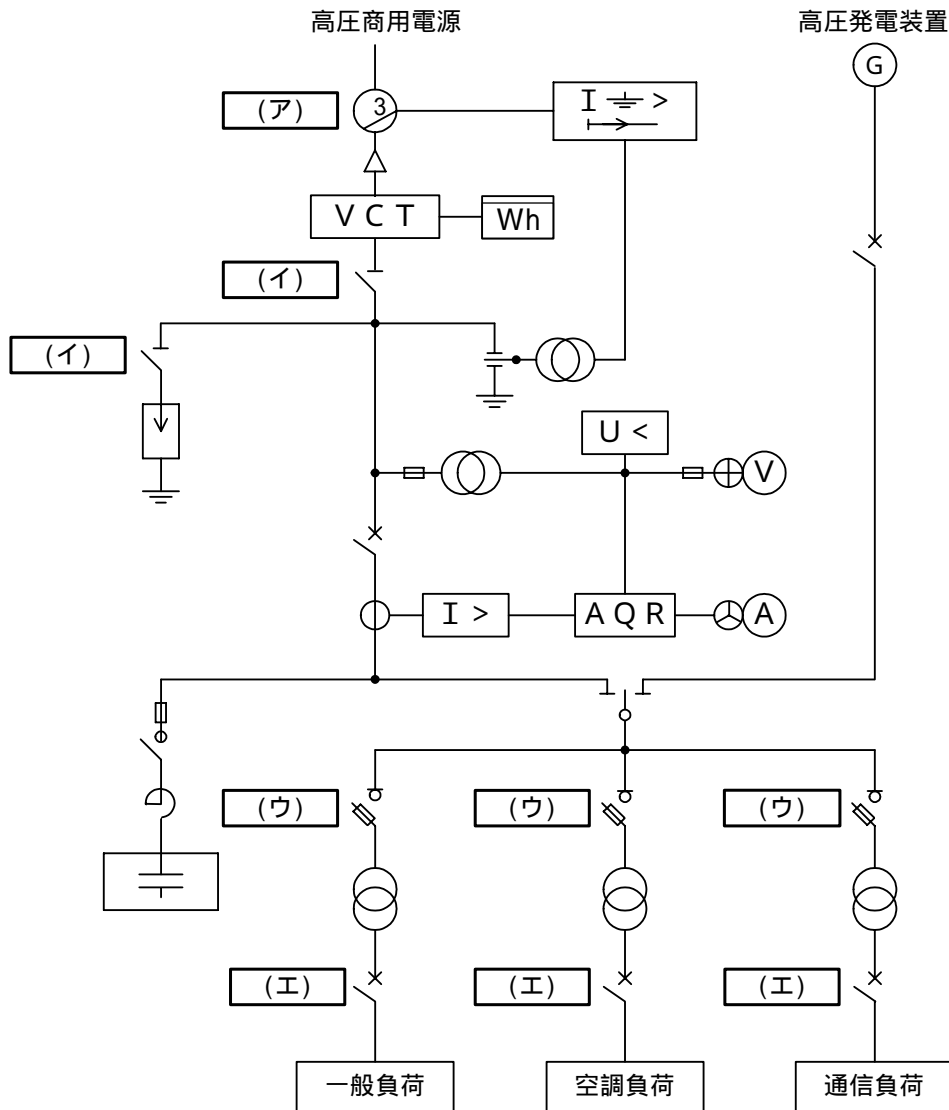 高圧商用電源
高圧発電装置
G
(ア)
3
I >
VCT
Wh
(イ)
(イ)
U <
V
I >
AQR
A
(ウ)
(ウ)
(ウ)
(エ)
(エ)
(エ)
一般負荷
空調負荷
通信負荷